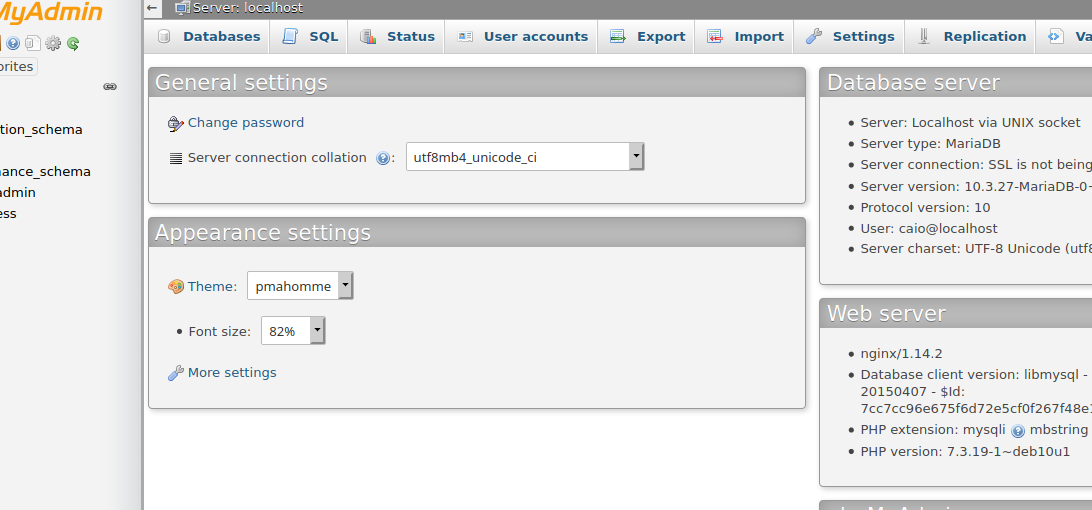 MyAdmin
Server: localhost
Databases SQL Status User accounts Export Import Settings Replication Va
orites
tion_schema
ance_schema
admin
ess
General settings
Change password
Server connection collation : utf8mb4_unicode_ci
Appearance settings
Theme: pmahomme
Font size: 82%
More settings
Database server
Server: Localhost via UNIX socket
Server type: MariaDB
Server connection: SSL is not being
Server version: 10.3.27-MariaDB-0-
Protocol version: 10
User: caio@localhost
Server charset: UTF-8 Unicode (utf8
Web server
nginx/1.14.2
Database client version: libmysql -
20150407 - $Id:
7cc7cc96e675f6d72e5cf0f267f48e
PHP extension: mysqli mbstring
PHP version: 7.3.19-1~deb10u1